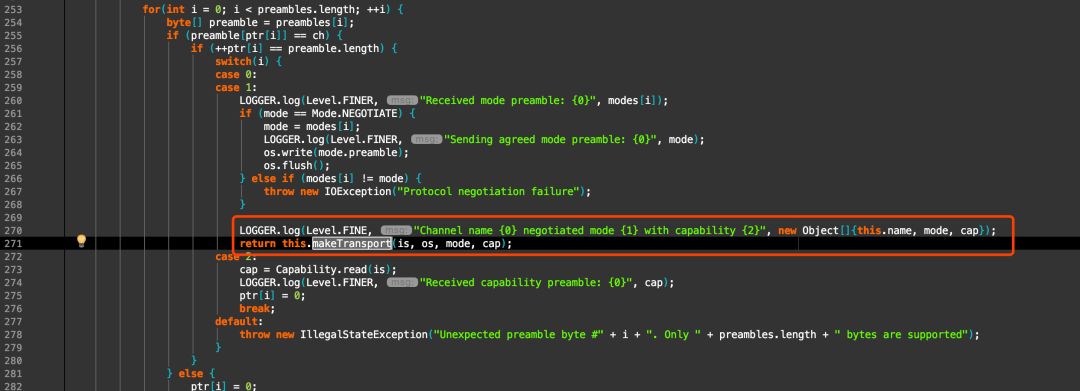 253 for(int i = 0; i < preambles.length; ++i) {
254 byte[] preamble = preambles[i];
255 if (preamble[ptr[i]] == ch) {
256 if (++ptr[i] == preamble.length) {
257 switch(i) {
258 case 0:
259 case 1:
260 LOGGER.log(Level.FINER, msg: "Received mode preamble: {0}", modes[i]);
261 if (mode == Mode.NEGOTIATE) {
262 mode = modes[i];
263 LOGGER.log(Level.FINER, msg: "Sending agreed mode preamble: {0}", mode);
264 os.write(mode.preamble);
265 os.flush();
266 } else if (modes[i] != mode) {
267 throw new IOException("Protocol negotiation failure");
268 }
269
270 LOGGER.log(Level.FINE, msg: "Channel name {0} negotiated mode {1} with capability {2}", new Object[]{this.name, mode, cap});
271 return this.makeTransport(is, os, mode, cap);
272 case 2:
273 cap = Capability.read(is);
274 LOGGER.log(Level.FINER, msg: "Received capability preamble: {0}", cap);
275 ptr[i] = 0;
276 break;
277 default:
278 throw new IllegalStateException("Unexpected preamble byte #" + i + ". Only " + preambles.length + " bytes are supported");
279 }
280 }
281 } else {
282 ptr[i] = 0;